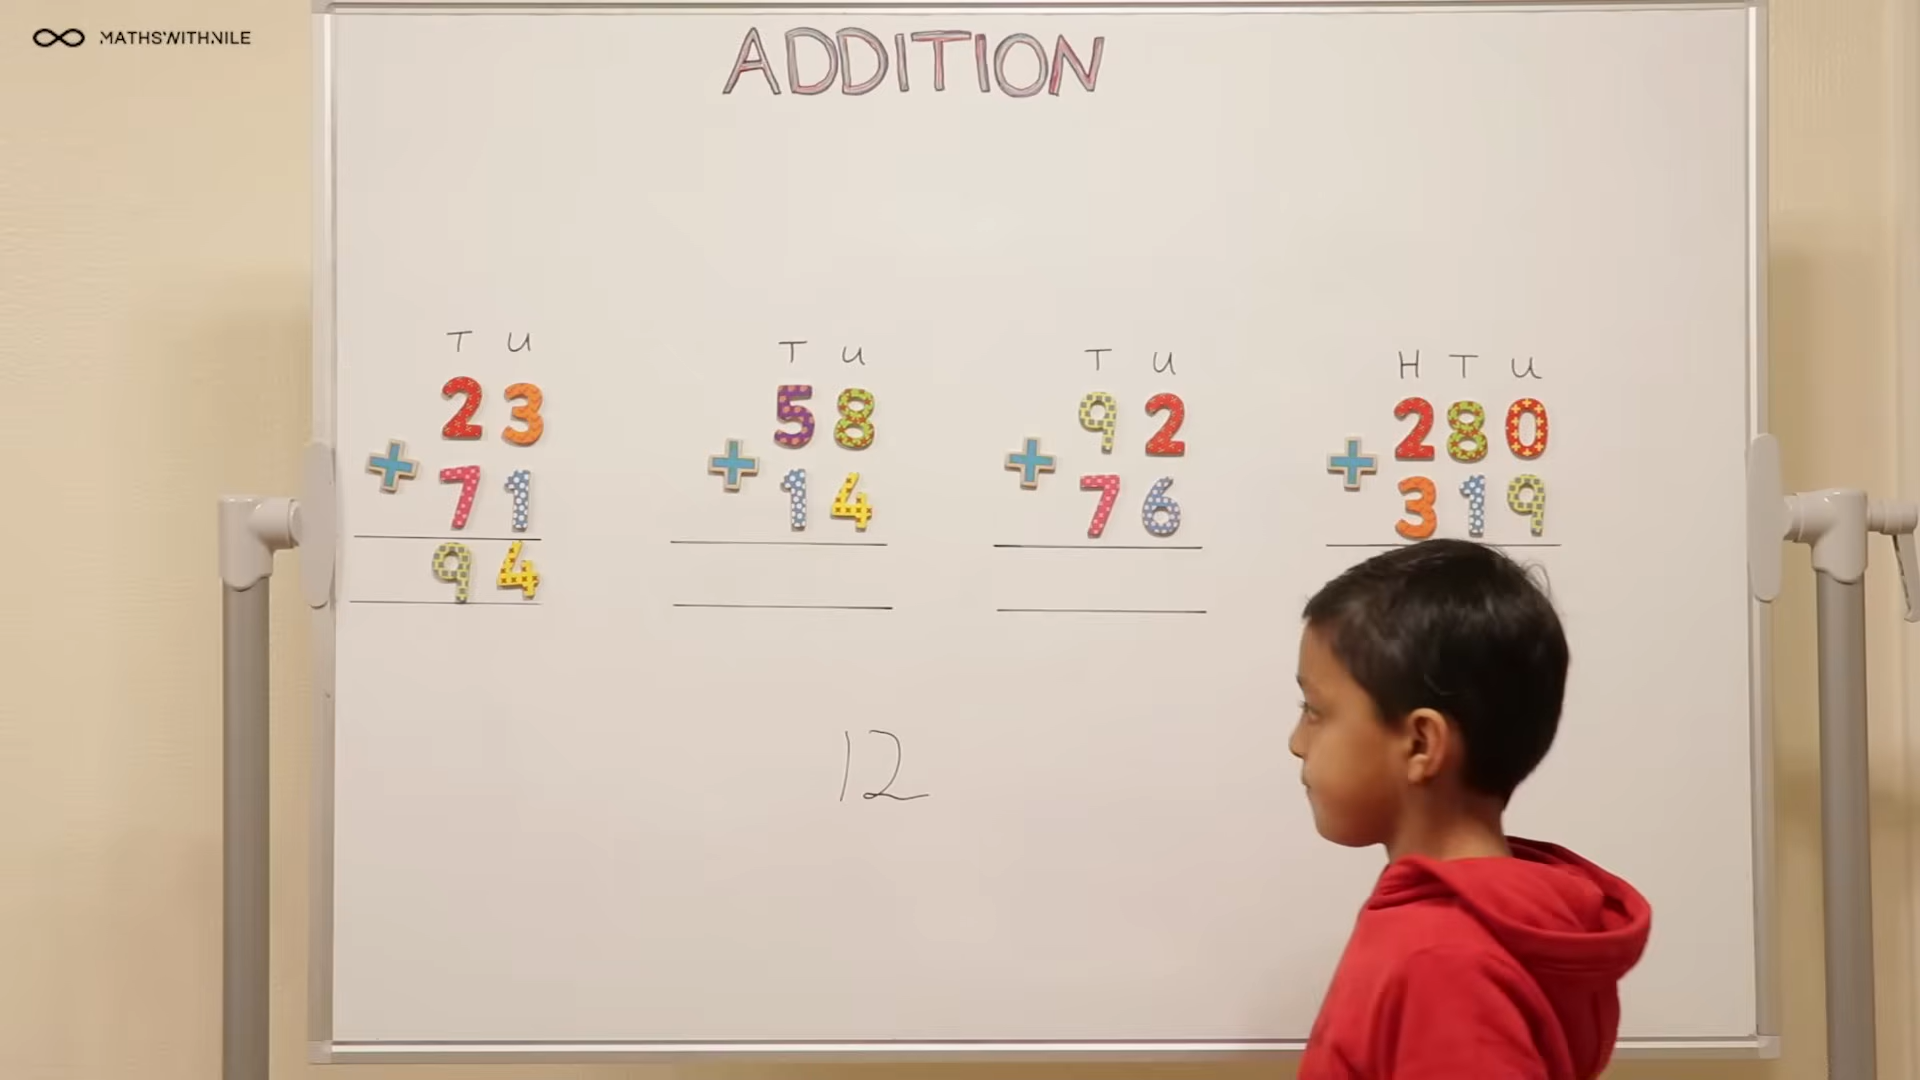 MATHSWITHNILE
ADDITION
T U
23
+ 71
94
T U
58
+ 14
T U
92
+ 76
H T U
280
+ 319
12